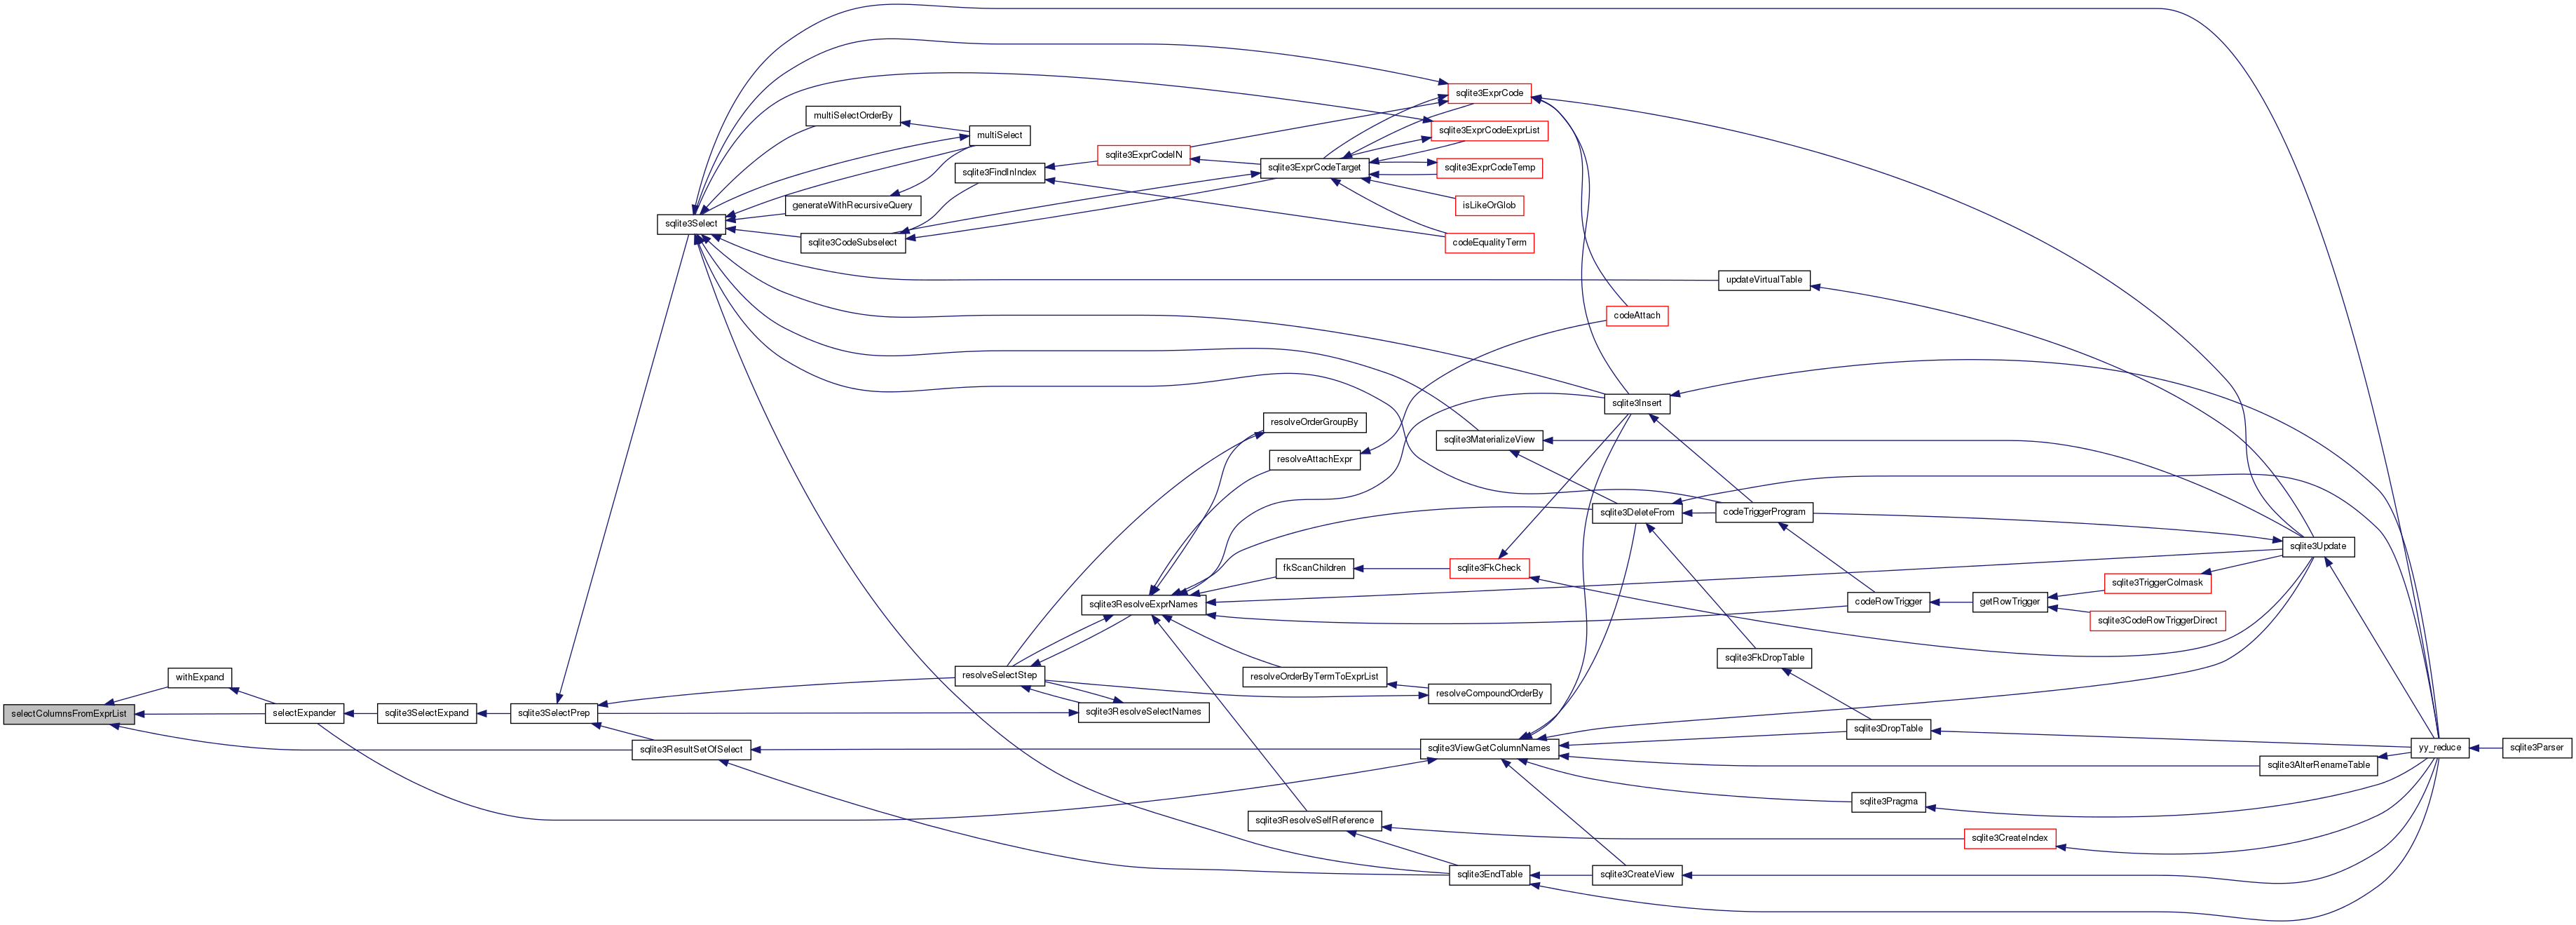 selectColumnsFromExprList
withExpand
selectExpander
sqlite3SelectExpand
sqlite3SelectPrep
sqlite3ResultSetOfSelect
sqlite3Select
multiSelectOrderBy
multiSelect
generateWithRecursiveQuery
sqlite3CodeSubselect
sqlite3FindInIndex
sqlite3ExprCodeIN
sqlite3ExprCodeTarget
sqlite3ExprCode
sqlite3ExprCodeExprList
sqlite3ExprCodeTemp
isLikeOrGlob
codeEqualityTerm
updateVirtualTable
codeAttach
sqlite3Insert
resolveOrderGroupBy
resolveAttachExpr
sqlite3MaterializeView
sqlite3DeleteFrom
codeTriggerProgram
sqlite3Update
fkScanChildren
sqlite3FkCheck
sqlite3ResolveExprNames
codeRowTrigger
getRowTrigger
sqlite3TriggerColmask
sqlite3CodeRowTriggerDirect
resolveSelectStep
resolveOrderByTermToExprList
resolveCompoundOrderBy
sqlite3FkDropTable
sqlite3ResolveSelectNames
sqlite3ViewGetColumnNames
sqlite3DropTable
sqlite3AlterRenameTable
yy_reduce
sqlite3Parser
sqlite3Pragma
sqlite3ResolveSelfReference
sqlite3CreateIndex
sqlite3EndTable
sqlite3CreateView